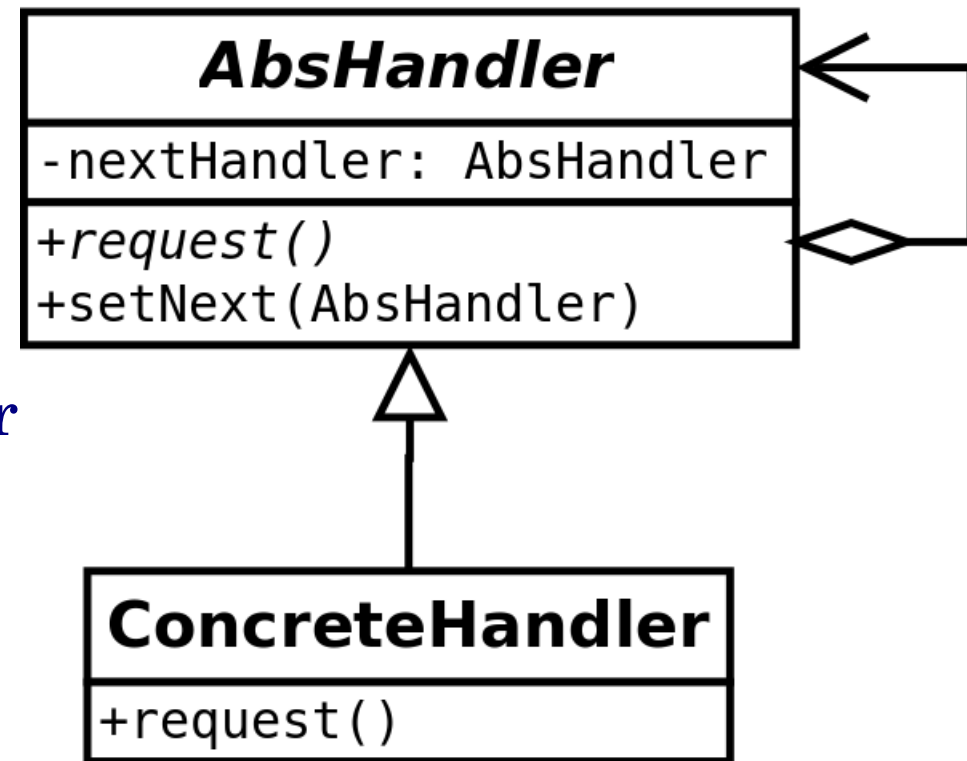 AbsHandler
-nextHandler: AbsHandler
+request()
+setNext(AbsHandler)
r
ConcreteHandler
+request()